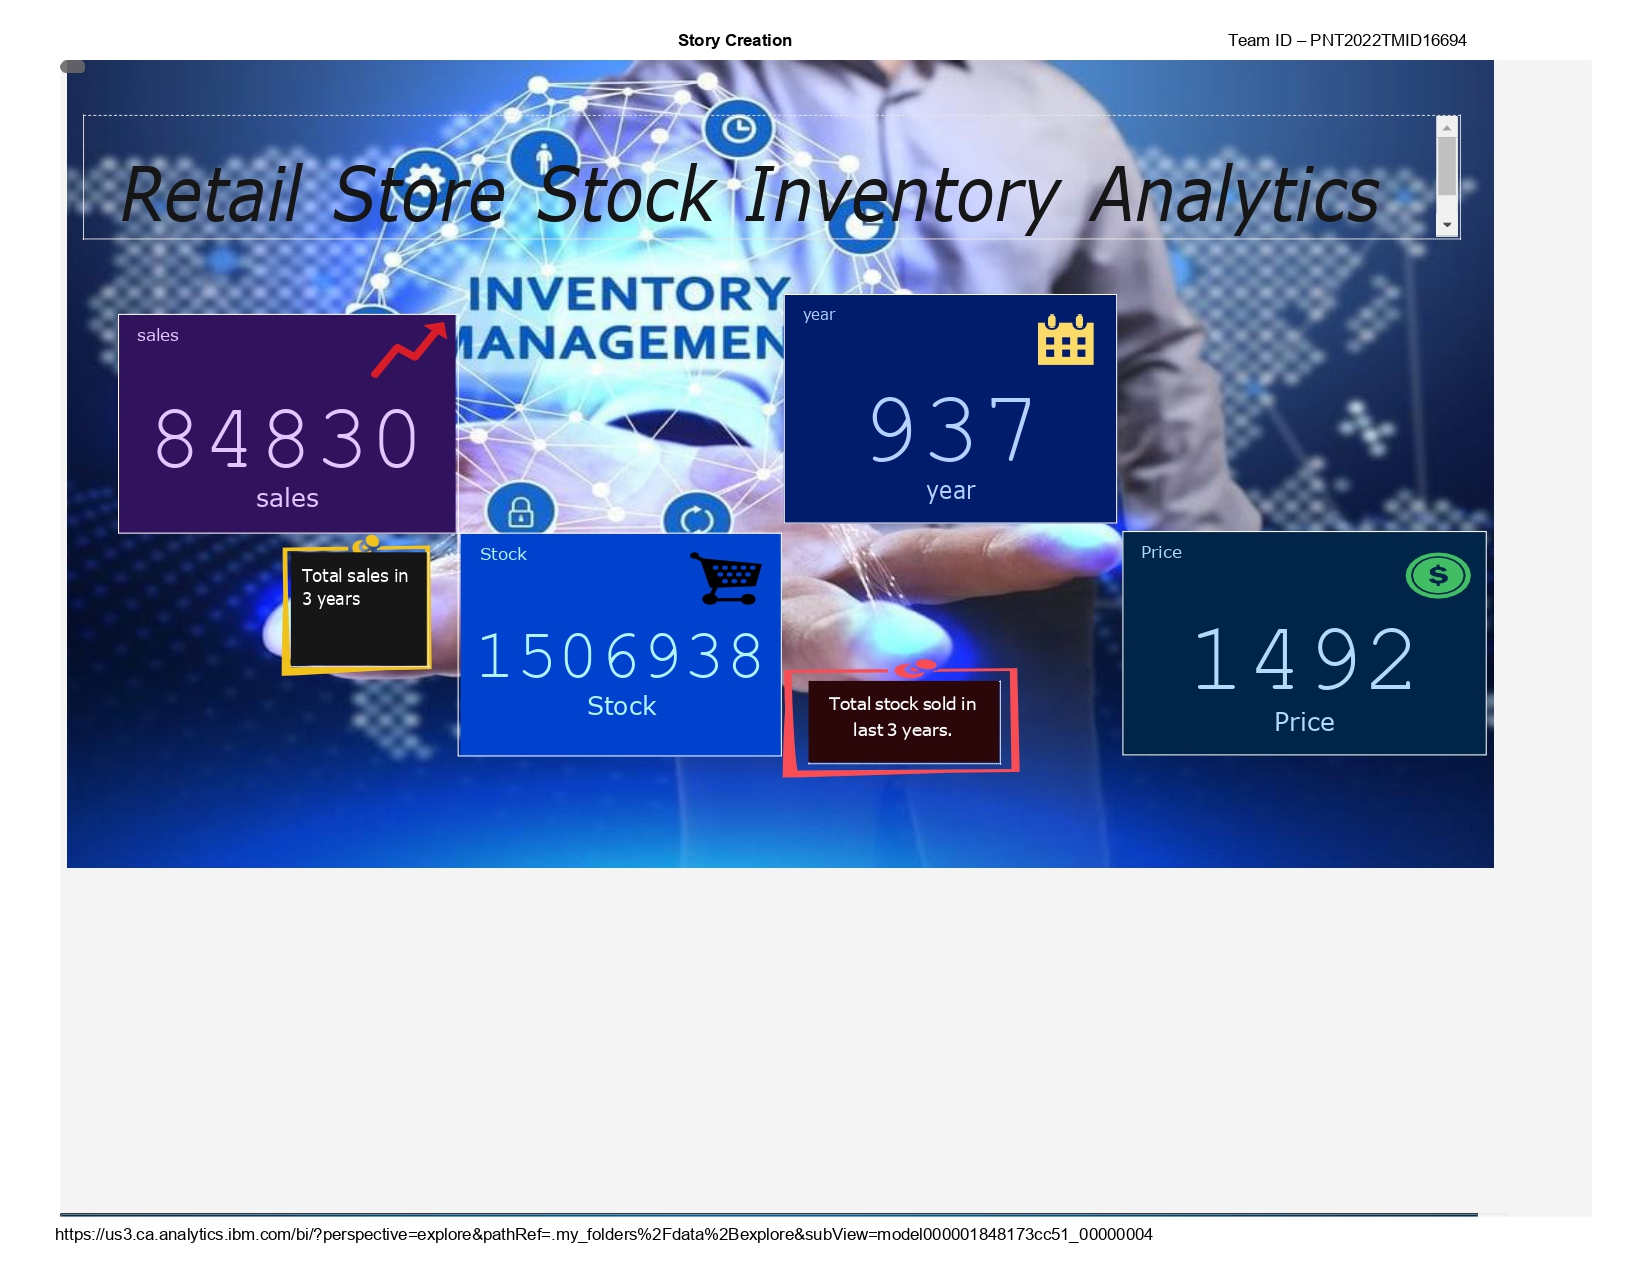 Story Creation
Team ID – PNT2022TMID16694
Retail Store Stock Inventory Analytics
INVENTORY
MANAGEMEN
sales
84830
sales
year
937
year
Total sales in
3 years
Stock
1506938
Stock
Total stock sold in
last 3 years.
Price
$
1492
Price
https://us3.ca.analytics.ibm.com/bi/?perspective=explore&pathRef=.my_folders%2Fdata%2Bexplore&subView=model000001848173cc51_00000004